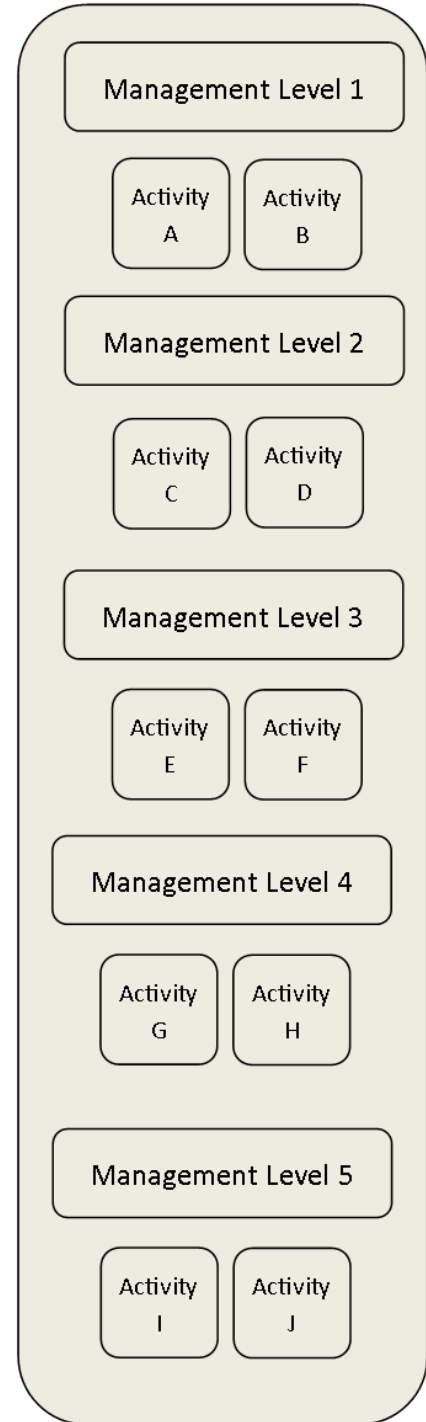 Management Level 1
Activity
A
Activity
B
Management Level 2
Activity
C
Activity
D
Management Level 3
Activity
E
Activity
F
Management Level 4
Activity
G
Activity
H
Management Level 5
Activity
I
Activity
J